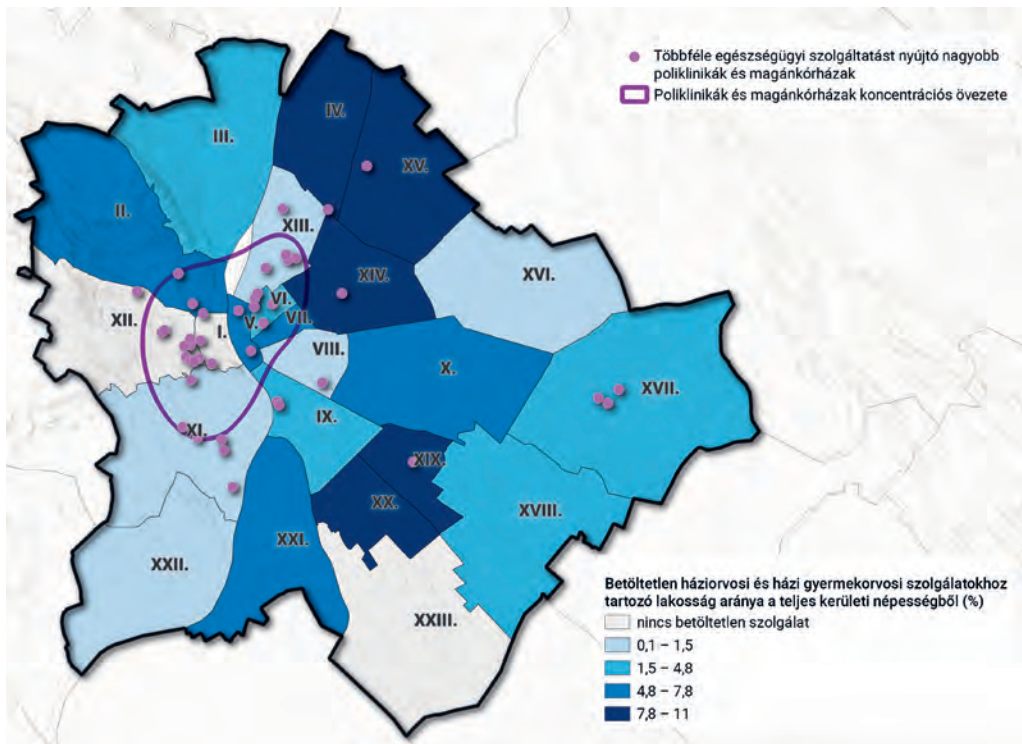 Többféle egészségügyi szolgáltatást nyújtó nagyobb
poliklinikák és magánkórházak
Poliklinikák és magánkórházak koncentrációs övezete
IV.
III.
XV.
II.
XIII.
XIV.
XVI.
XII.
I.
V.
VI.
VII.
VIII.
X.
XVII.
IX.
XI.
XIX.
XX.
XVIII.
XXI.
XXII.
XXIII.
Betöltetlen háziorvosi és házi gyermekorvosi szolgálatokhoz
tartozó lakosság aránya a teljes kerületi népességből (%)
nincs betöltetlen szolgálat
0,1 – 1,5
1,5 – 4,8
4,8 – 7,8
7,8 – 11